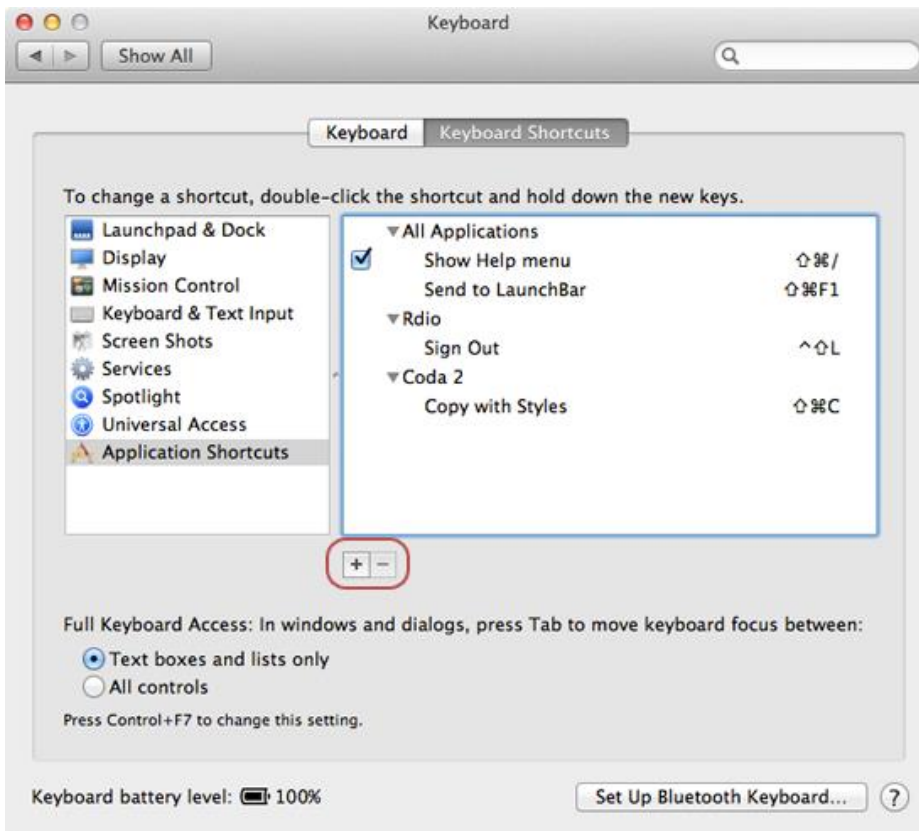 Keyboard
Show All
Keyboard Keyboard Shortcuts
To change a shortcut, double-click the shortcut and hold down the new keys.
Launchpad & Dock
Display
Mission Control
Keyboard & Text Input
Screen Shots
Services
Spotlight
Universal Access
Application Shortcuts
▼All Applications
Show Help menu ⇧⌘/
Send to LaunchBar ⇧⌘F1
▼Rdio
Sign Out ^⇧L
▼Coda 2
Copy with Styles ⇧⌘C
+ −
Full Keyboard Access: In windows and dialogs, press Tab to move keyboard focus between:
Text boxes and lists only
All controls
Press Control+F7 to change this setting.
Keyboard battery level: 100%
Set Up Bluetooth Keyboard... ?